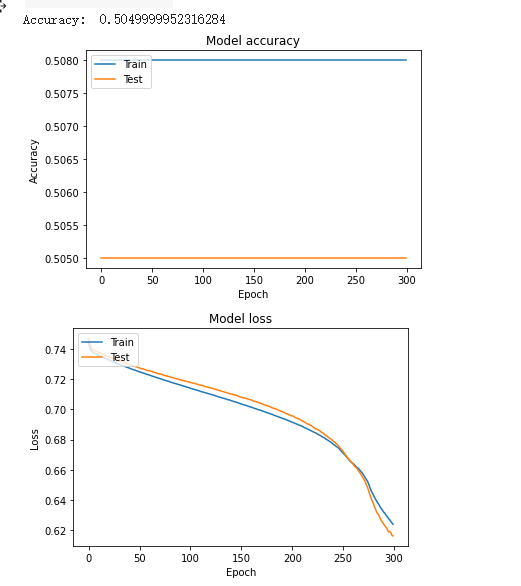 Accuracy: 0.5049999952316284
Model accuracy
0.5080
0.5075
0.5070
0.5065
0.5060
0.5055
0.5050
Accuracy
Train
Test
0 50 100 150 200 250 300
Epoch
Model loss
0.74
0.72
0.70
0.68
0.66
0.64
0.62
Loss
Train
Test
0 50 100 150 200 250 300
Epoch